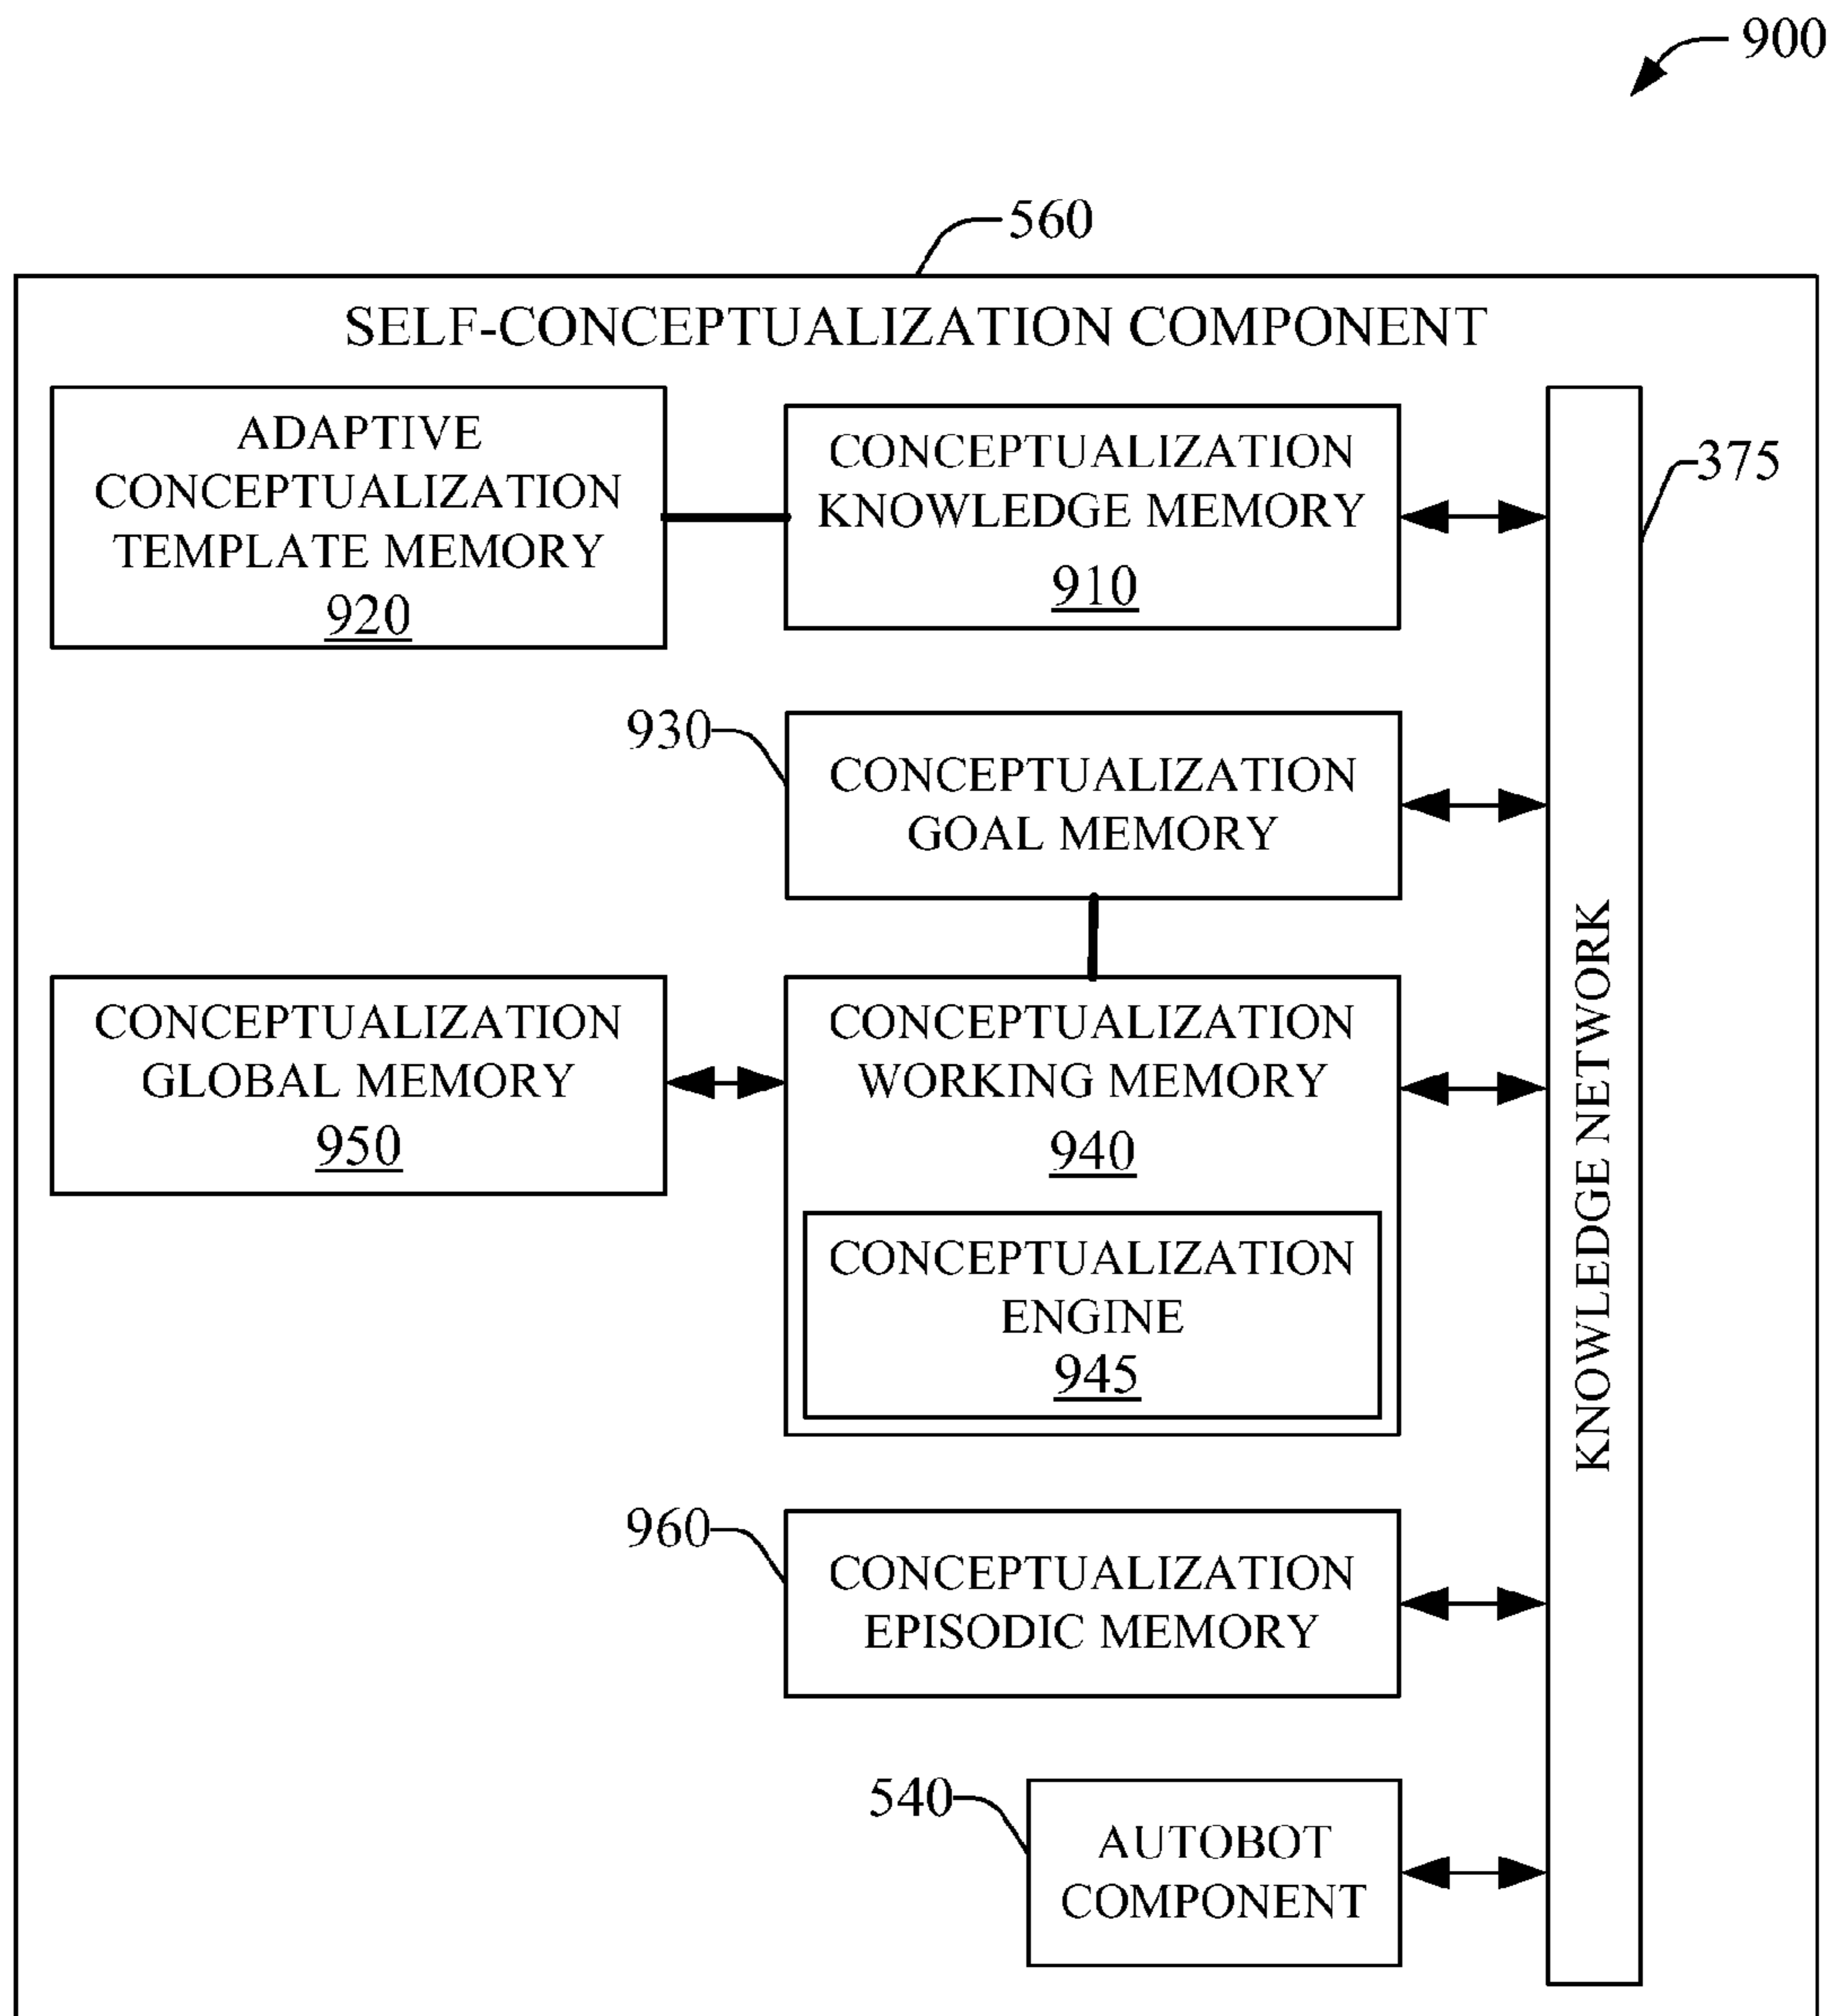 900
560
SELF-CONCEPTUALIZATION COMPONENT
ADAPTIVE
CONCEPTUALIZATION
TEMPLATE MEMORY
920
CONCEPTUALIZATION
KNOWLEDGE MEMORY
910
375
930
CONCEPTUALIZATION
GOAL MEMORY
CONCEPTUALIZATION
GLOBAL MEMORY
950
CONCEPTUALIZATION
WORKING MEMORY
940
CONCEPTUALIZATION
ENGINE
945
KNOWLEDGE NETWORK
960
CONCEPTUALIZATION
EPISODIC MEMORY
540
AUTOBOT
COMPONENT